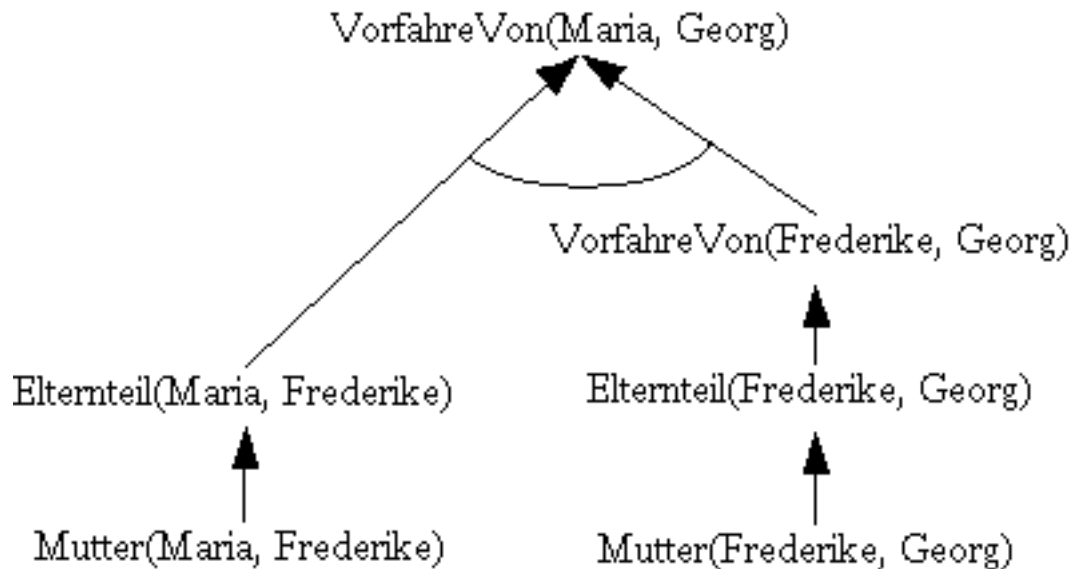 VorfahreVon(Maria, Georg)
VorfahreVon(Frederike, Georg)
Elternteil(Maria, Frederike)
Elternteil(Frederike, Georg)
Mutter(Maria, Frederike)
Mutter(Frederike, Georg)